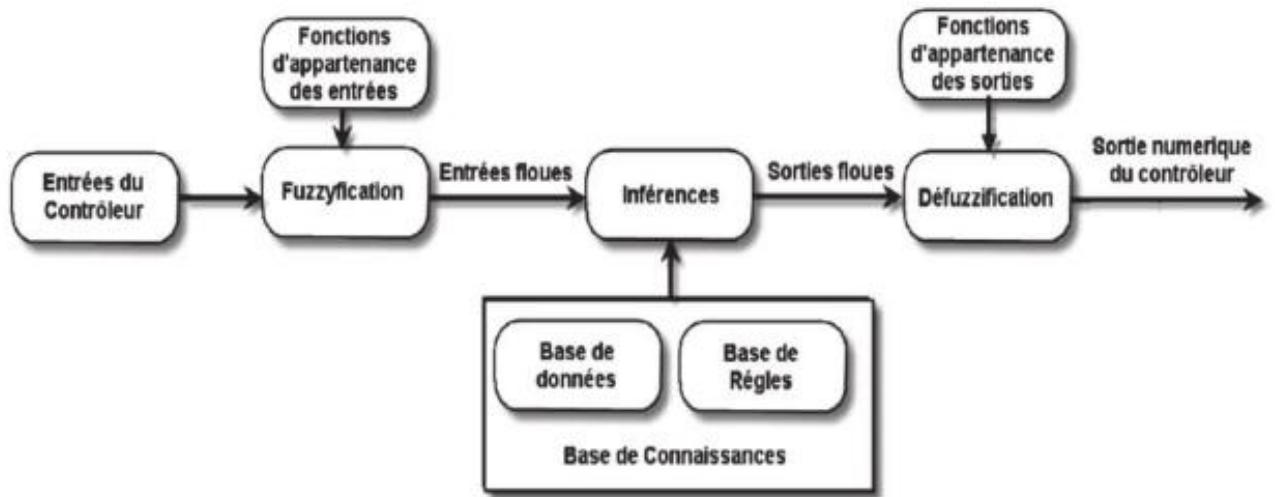 Fonctions
d'appartenance
des entrées
Fonctions
d'appartenance
des sorties
Entrées du
Contrôleur
Fuzzyfication
Entrées floues
Inférences
Sorties floues
Défuzzification
Sortie numerique
du contrôleur
Base de
données
Base de
Régles
Base de Connaissances